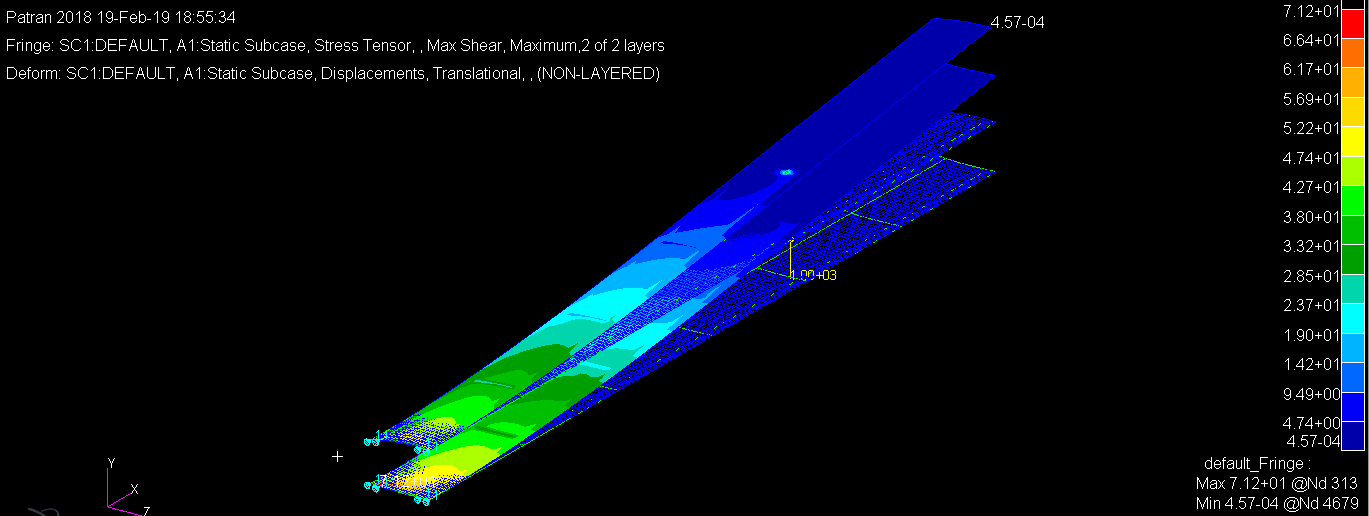 Patran 2018 19-Feb-19 18:55:34
Fringe: SC1:DEFAULT, A1:Static Subcase, Stress Tensor, , Max Shear, Maximum,2 of 2 layers
Deform: SC1:DEFAULT, A1:Static Subcase, Displacements, Translational, , (NON-LAYERED)
4.57-04
1.00+03
7.12+01
6.64+01
6.17+01
5.69+01
5.22+01
4.74+01
4.27+01
3.80+01
3.32+01
2.85+01
2.37+01
1.90+01
1.42+01
9.49+00
4.74+00
4.57-04
default_Fringe :
Max 7.12+01 @Nd 313
Min 4.57-04 @Nd 4679
Y
X
Z